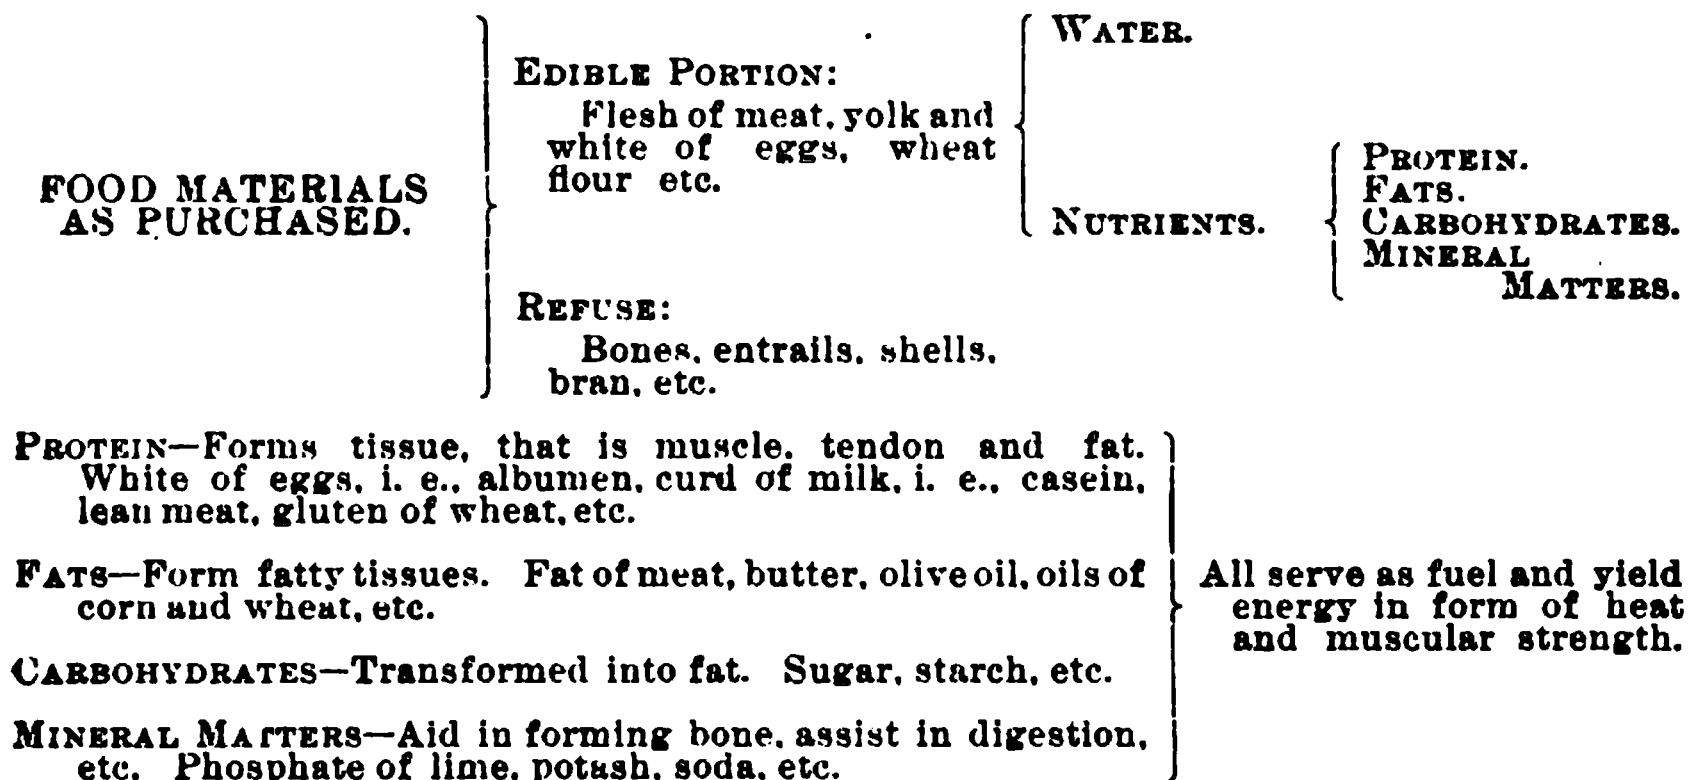 FOOD MATERIALS
AS PURCHASED.
EDIBLE PORTION:
Flesh of meat, yolk and
white of eggs, wheat
flour etc.
REFUSE:
Bones, entrails, shells,
bran, etc.
WATER.
NUTRIENTS.
PROTEIN.
FATS.
CARBOHYDRATES.
MINERAL
MATTERS.
PROTEIN—Forms tissue, that is muscle, tendon and fat.
White of eggs, i. e., albumen, curd of milk, i. e., casein,
lean meat, gluten of wheat, etc.
FATS—Form fatty tissues. Fat of meat, butter, olive oil, oils of
corn and wheat, etc.
CARBOHYDRATES—Transformed into fat. Sugar, starch, etc.
MINERAL MATTERS—Aid in forming bone, assist in digestion,
etc. Phosphate of lime, potash, soda, etc.
All serve as fuel and yield
energy in form of heat
and muscular strength.